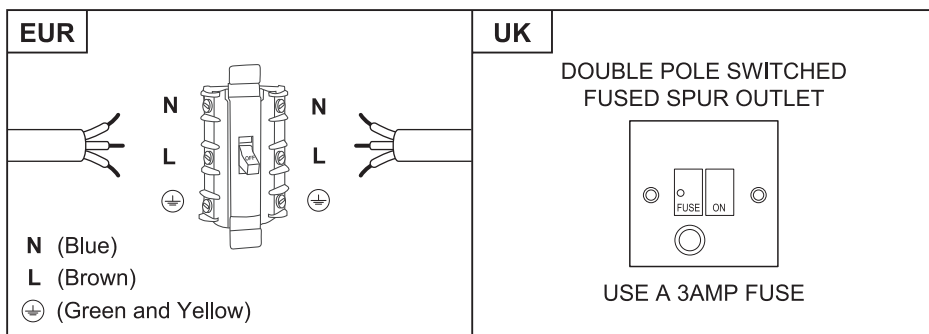 EUR
N
N
L
L
OFF
N (Blue)
L (Brown)
(Green and Yellow)
UK
DOUBLE POLE SWITCHED
FUSED SPUR OUTLET
FUSE ON
USE A 3AMP FUSE